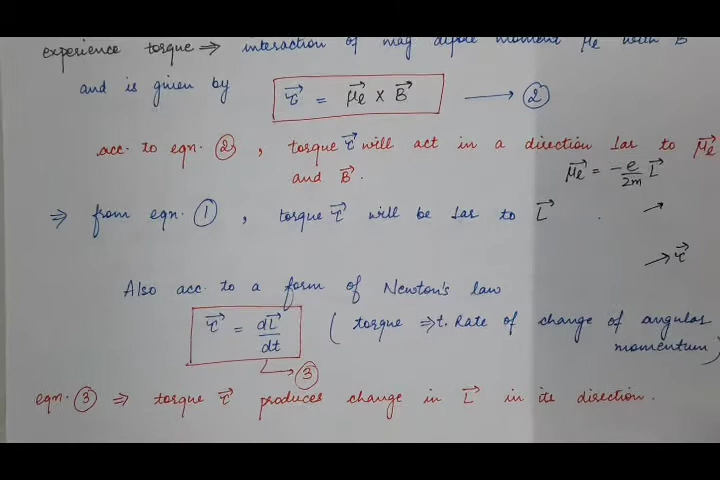 experience torque ⇒ interaction of mag dipole moment μₑ with B
and is given by τ⃗ = μ⃗ₑ × B⃗ → ②
acc. to eqn. ②, torque τ⃗ will act in a direction ⊥ar to μ⃗ₑ
and B⃗.
μ⃗ₑ = -e/2m L⃗
⇒ from eqn. ①, torque τ⃗ will be ⊥ar to L⃗ . →
→ τ⃗
Also acc. to a form of Newton's law
τ⃗ = dL⃗/dt ( torque ⇒ t. Rate of change of angular
momentum )
③
eqn. ③ ⇒ torque τ⃗ produces change in L⃗ in its direction.